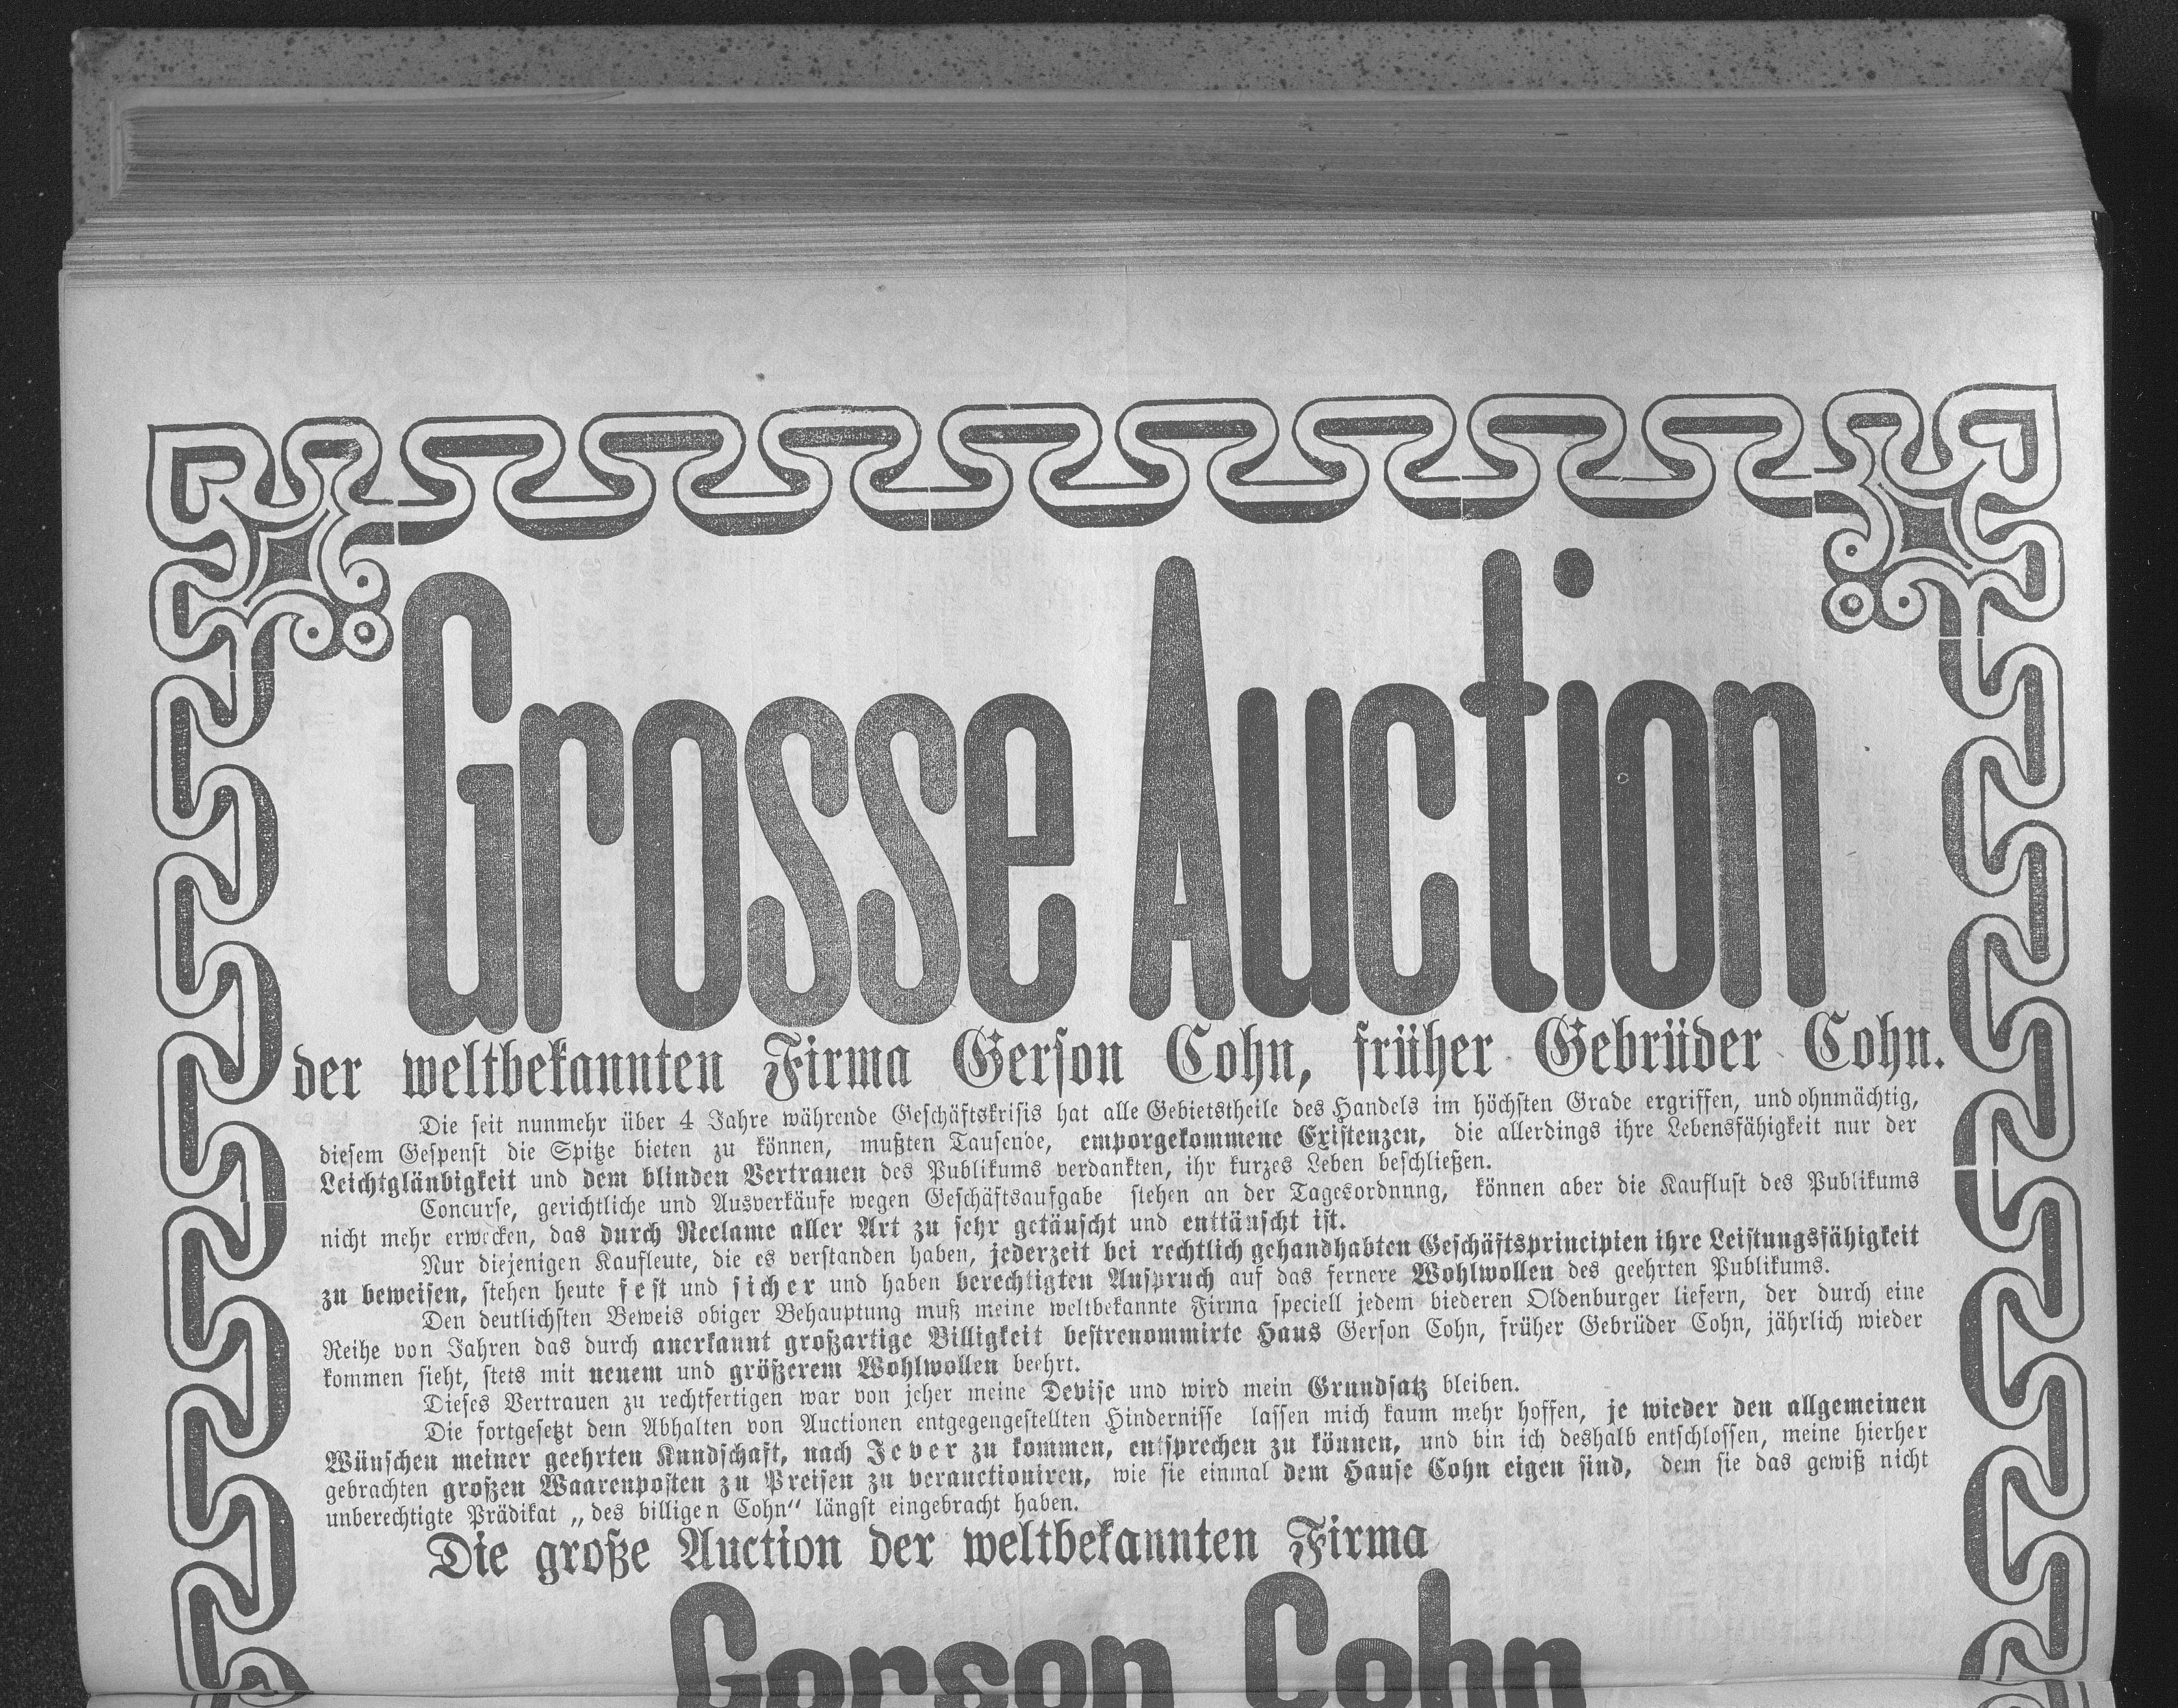 Grosse Auction
der weltbekannten Firma Gerson Cohn, früher Gebrüder Cohn.
Die seit nunmehr über 4 Jahre währende Geschäftskrisis hat alle Gebietstheile des Handels im höchsten Grade ergriffen, und ohnmächtig,
diesem Gespenst die Spitze bieten zu können, mußten Tausende, emporgekommene Existenzen, die allerdings ihre Lebensfähigkeit nur der
Leichtgläubigkeit und dem blinden Vertrauen des Publikums verdankten, ihr kurzes Leben beschließen.
Concurse, gerichtliche und Ausverkäufe wegen Geschäftsaufgabe stehen an der Tagesordnnng, können aber die Kauflust des Publikums
nicht mehr erwecken, das durch Reclame aller Art zu sehr getäuscht und enttäuscht ist.
Nur diejenigen Kaufleute, die es verstanden haben, jederzeit bei rechtlich gehandhabten Geschäftsprincipien ihre Leistungsfähigkeit
zu beweisen, stehen heute fest und sicher und haben berechtigten Anspruch auf das fernere Wohlwollen des geehrten Publikums.
Den deutlichsten Beweis obiger Behauptung muß meine weltbekannte Firma speciell jedem biederen Oldenburger liefern, der durch eine
Reihe von Jahren das durch anerkannt großartige Billigkeit bestrenommirte Haus Gerson Cohn, früher Gebrüder Cohn, jährlich wieder
kommen sieht, stets mit neuem und größerem Wohlwollen beehrt.
Dieses Vertrauen zu rechtfertigen war von jeher meine Devise und wird mein Grundsatz bleiben.
Die fortgesetzt dem Abhalten von Auctionen entgegengestellten Hindernisse lassen mich kaum mehr hoffen, je wieder den allgemeinen
Wünschen meiner geehrten Kundschaft, nach Jever zu kommen, entsprechen zu können, und bin ich deshalb entschlossen, meine hierher
gebrachten großen Waarenposten zu Preisen zu verauctioniren, wie sie einmal dem Hause Cohn eigen sind, dem sie das gewiß nicht
unberechtigte Prädikat „des billigen Cohn“ längst eingebracht haben.
Die große Auction der weltbekannten Firma
Gerson Cohn